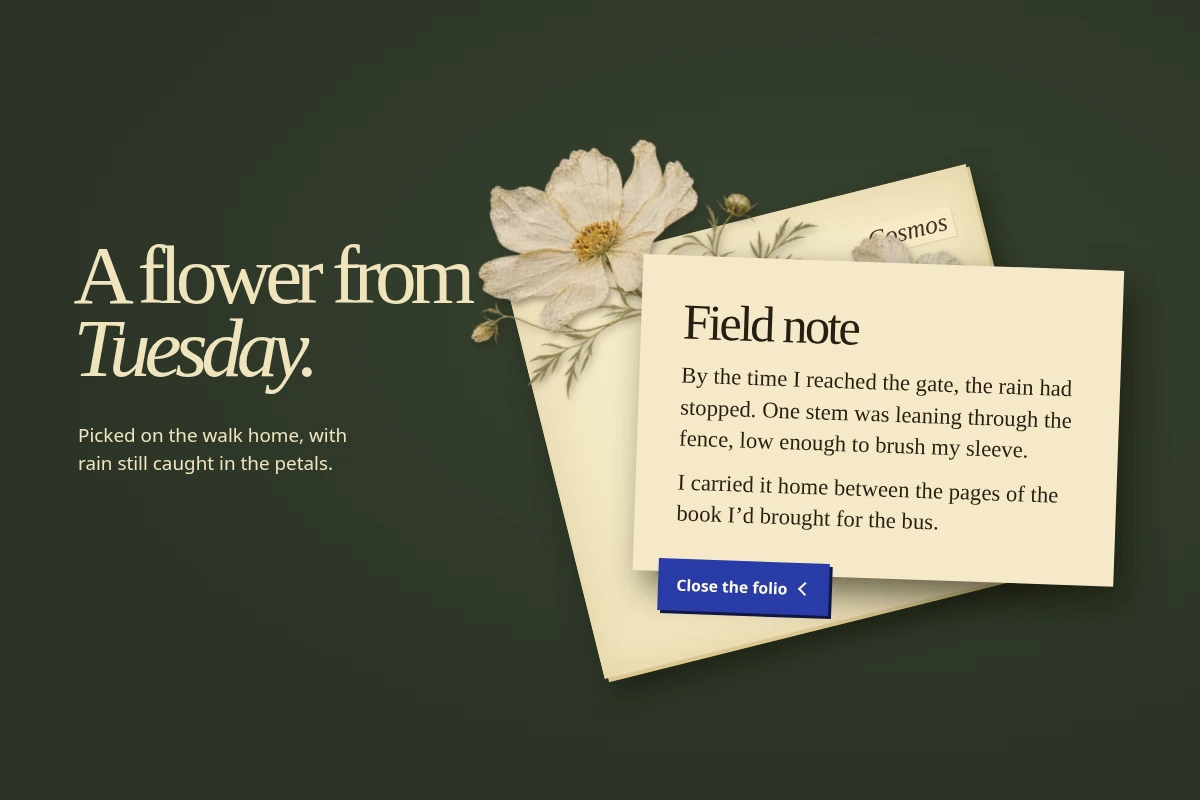 A flower from
Tuesday.
Picked on the walk home, with
rain still caught in the petals.
Cosmos
Field note
By the time I reached the gate, the rain had
stopped. One stem was leaning through the
fence, low enough to brush my sleeve.
I carried it home between the pages of the
book I’d brought for the bus.
Close the folio